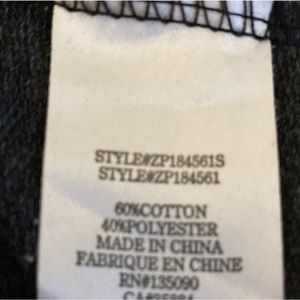 STYLE#ZP184561S
STYLE#ZP184561
60%COTTON
40%POLYESTER
MADE IN CHINA
FABRIQUE EN CHINE
RN#135090